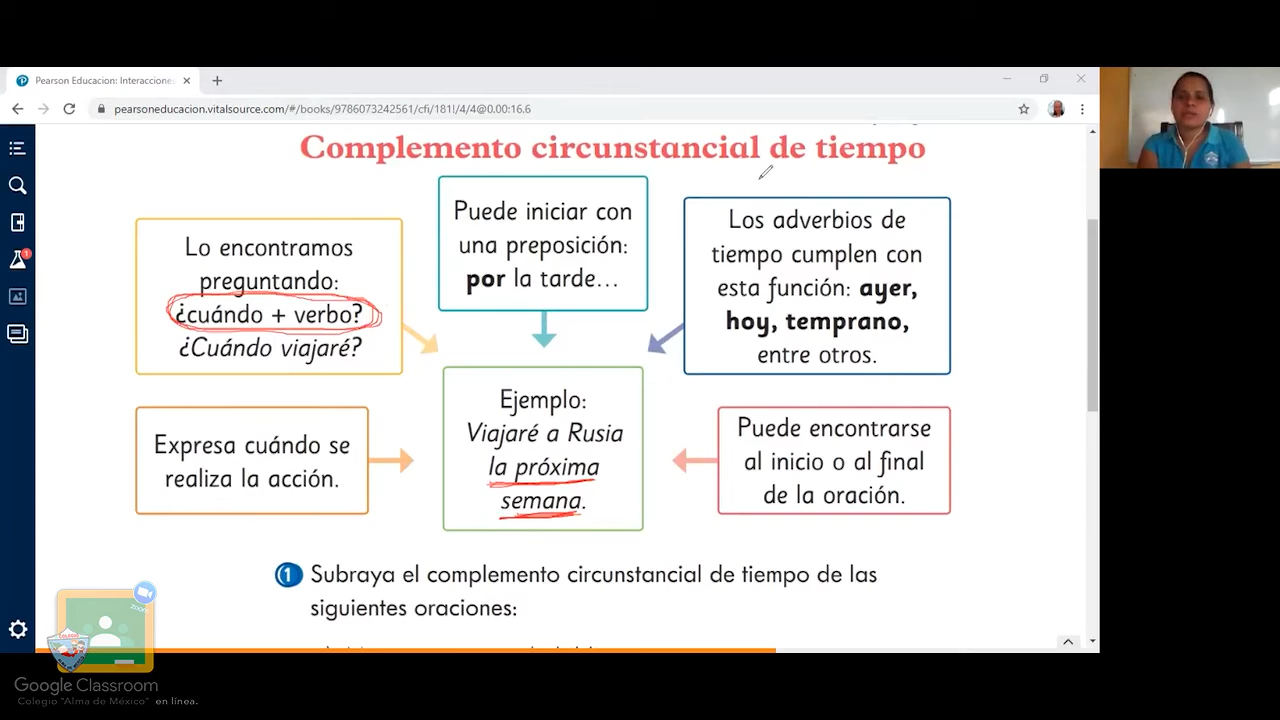 Pearson Educacion: Interacciones
pearsoneducacion.vitalsource.com/#/books/9786073242561/cfi/181!/4/4@0.00:16.6
Complemento circunstancial de tiempo
Lo encontramos
preguntando:
¿cuándo + verbo?
¿Cuándo viajaré?
Puede iniciar con
una preposición:
por la tarde...
Los adverbios de
tiempo cumplen con
esta función: ayer,
hoy, temprano,
entre otros.
Expresa cuándo se
realiza la acción.
Ejemplo:
Viajaré a Rusia
la próxima
semana.
Puede encontrarse
al inicio o al final
de la oración.
1 Subraya el complemento circunstancial de tiempo de las
siguientes oraciones:
1
zoom
COLEGIO
Google Classroom
Colegio "Alma de México" en línea.